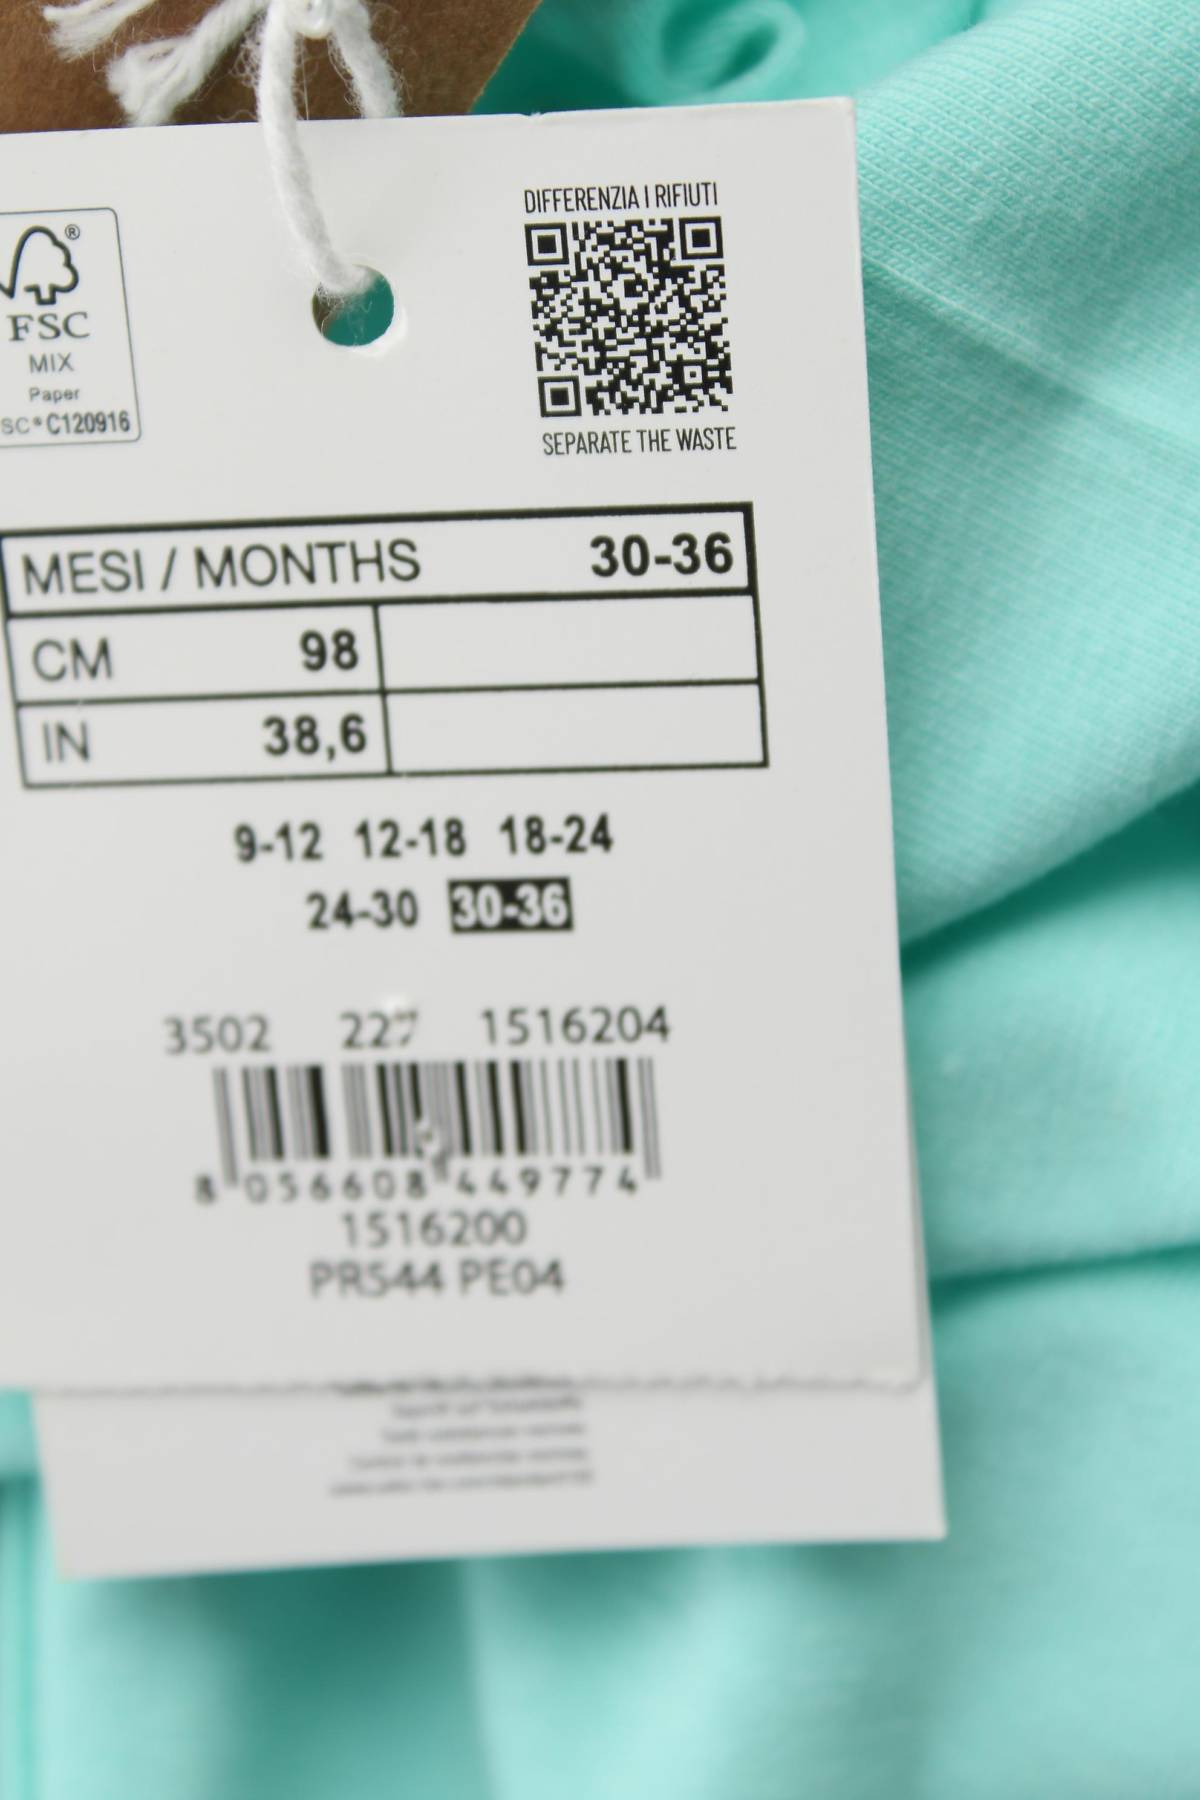 DIFFERENZIA I RIFIUTI
SEPARATE THE WASTE
®
FSC
MIX
Paper
SC® C120916
MESI / MONTHS 30-36
CM 98
IN 38,6
9-12 12-18 18-24
24-30 30-36
3502 227 1516204
8 056608 449774
1516200
PR544 PE04